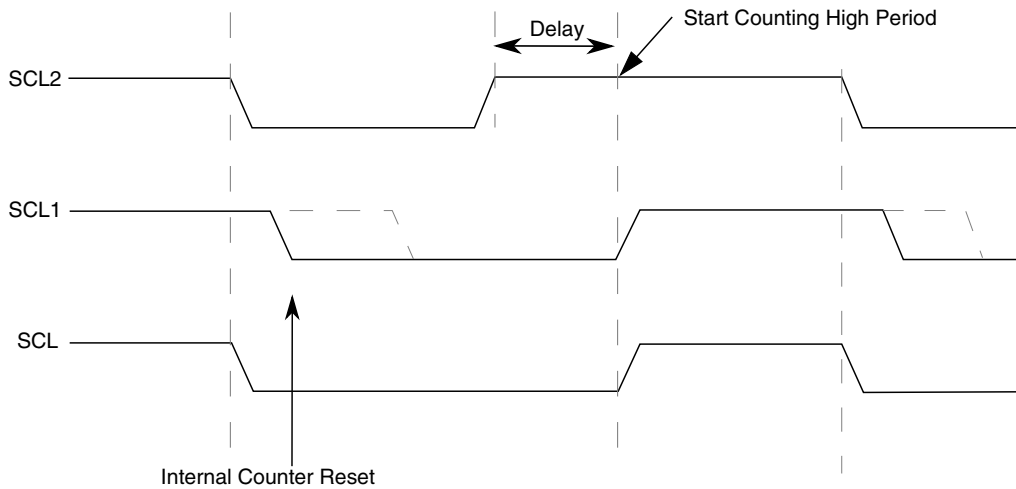 Delay
Start Counting High Period
SCL2
SCL1
SCL
Internal Counter Reset